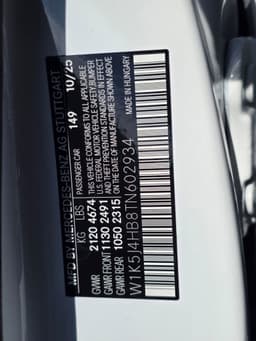 MFD BY MERCEDES-BENZ AG STUTTGART
PASSENGER CAR 149 10/25
KG LBS
GAWR 2120 4674
GAWR FRONT 1130 2491
GAWR REAR 1050 2315
THIS VEHICLE CONFORMS TO ALL APPLICABLE
U.S. FEDERAL MOTOR VEHICLE SAFETY, BUMPER
AND THEFT PREVENTION STANDARDS IN EFFECT
ON THE DATE OF MANUFACTURE SHOWN ABOVE
W1K5J4HB8TN602934
MADE IN HUNGARY